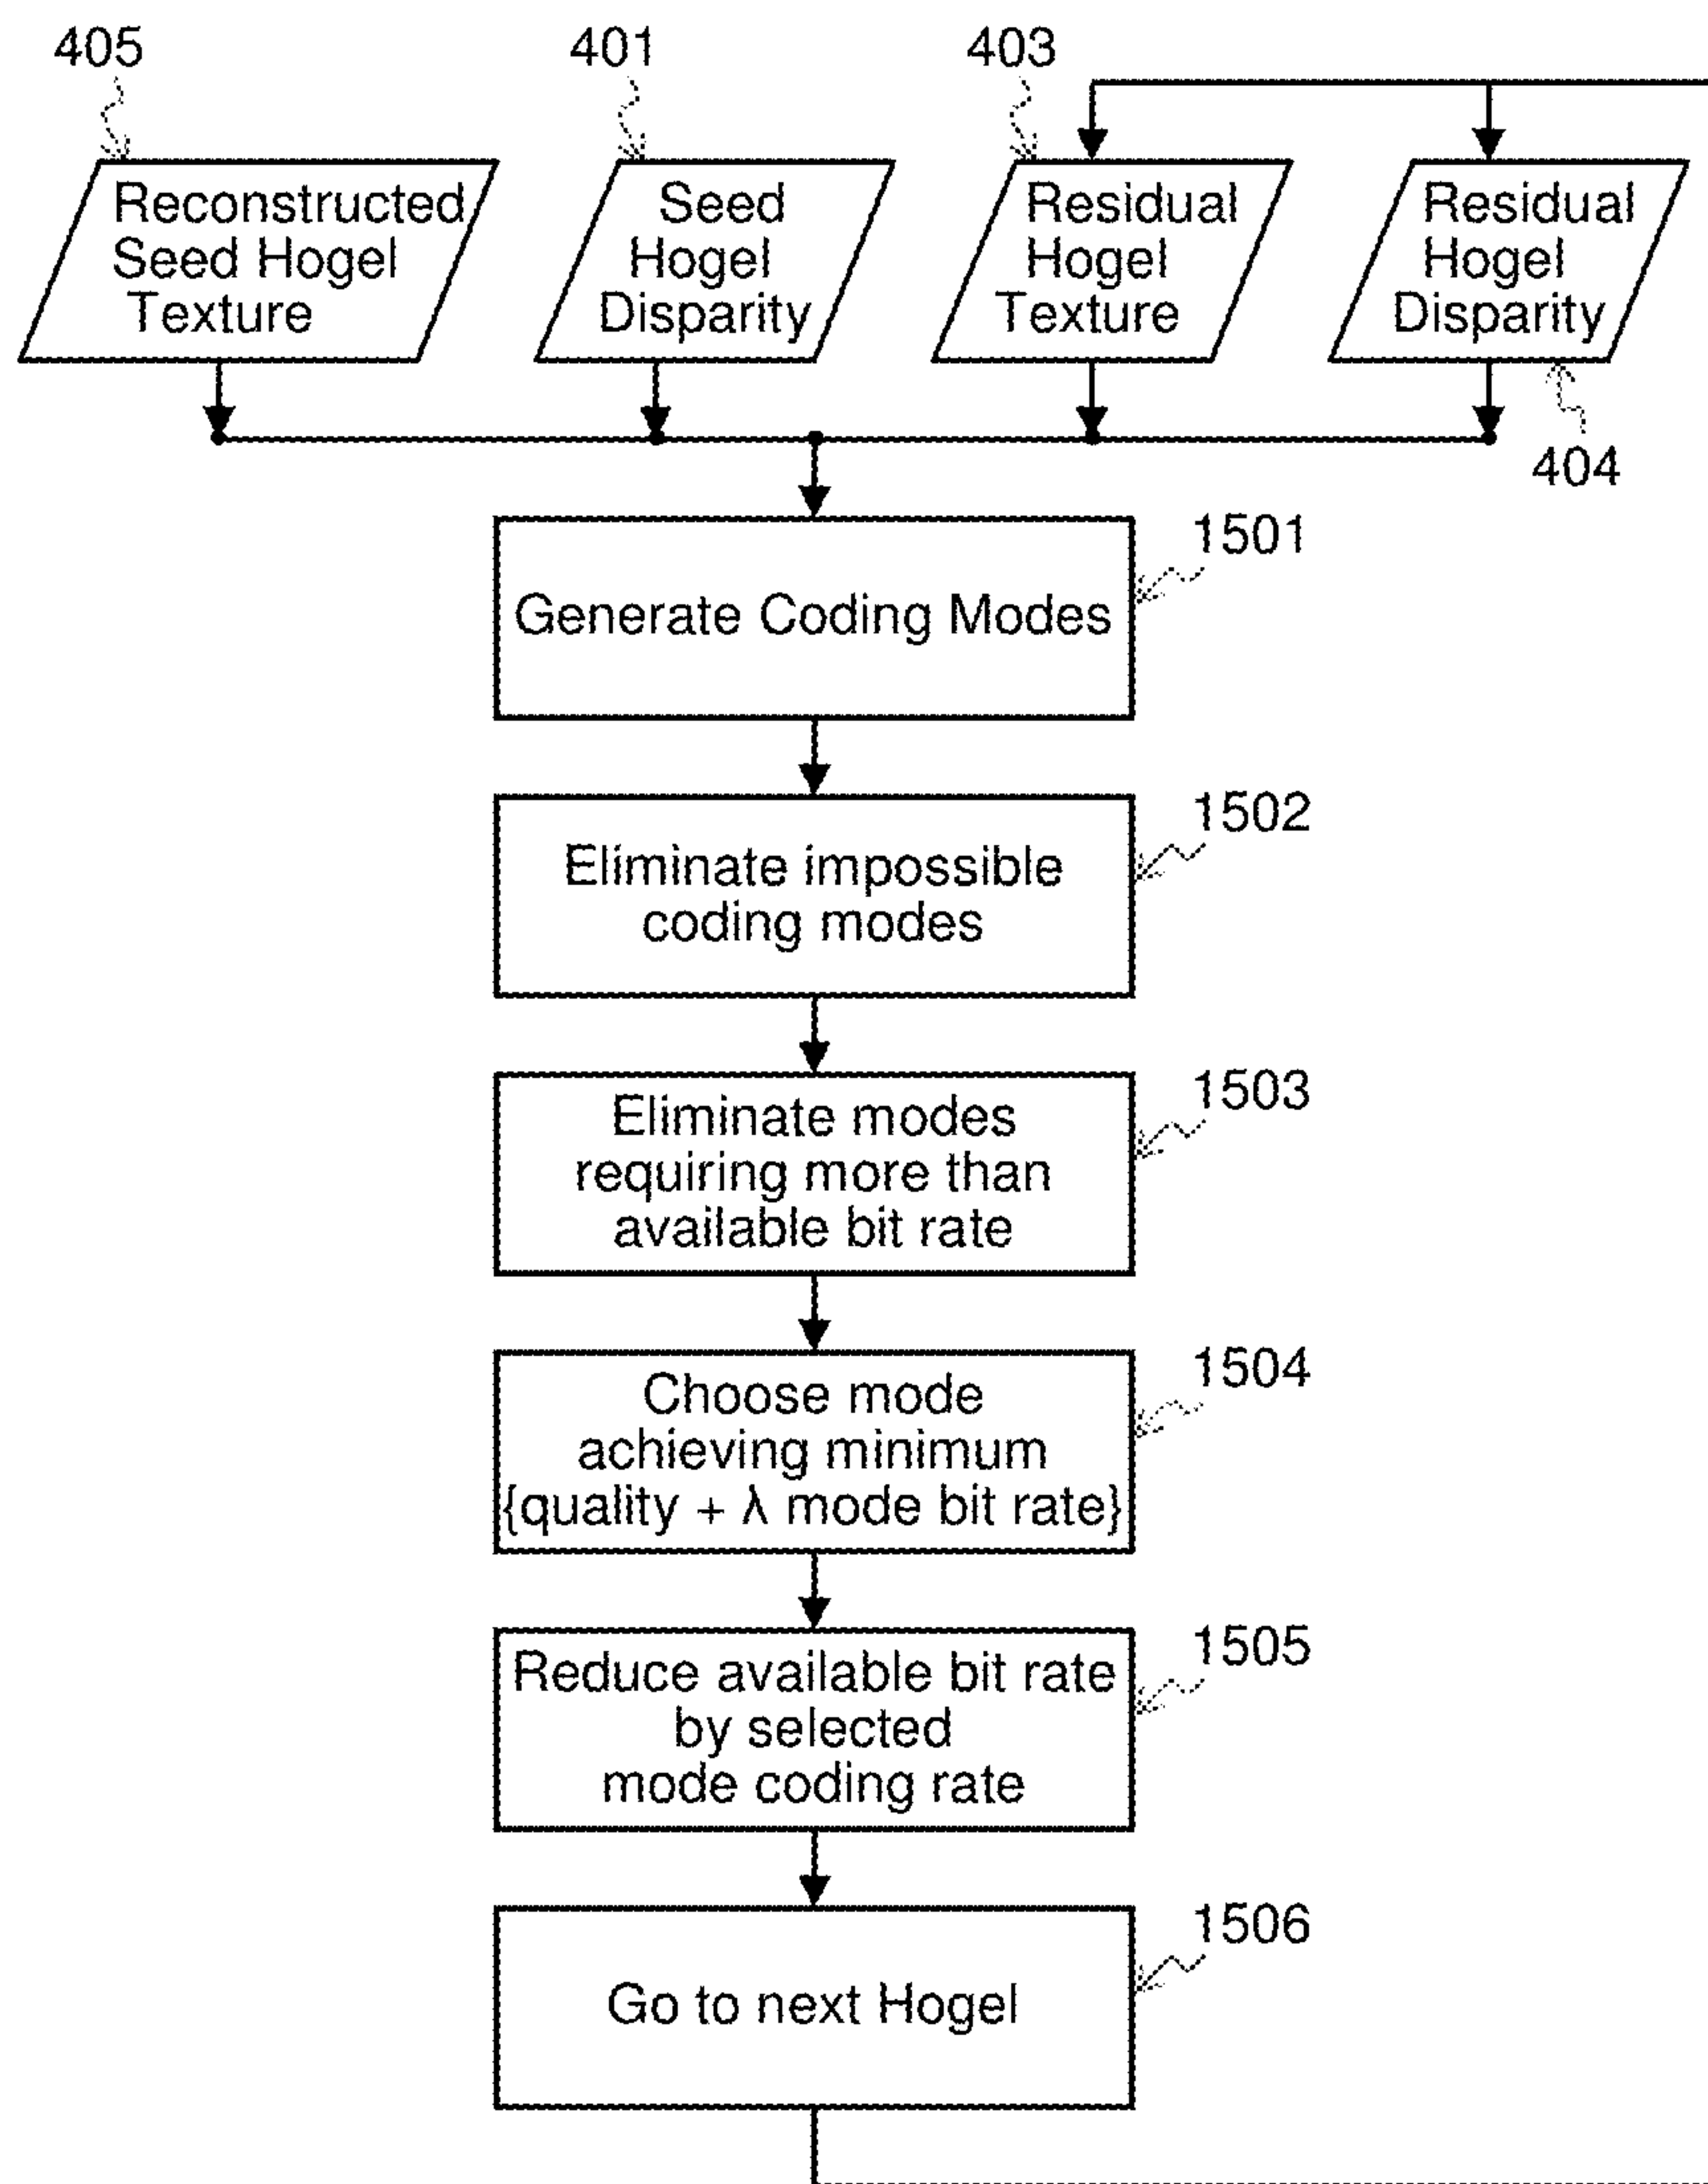 405
401
403
Reconstructed
Seed Hogel
Texture
Seed
Hogel
Disparity
Residual
Hogel
Texture
Residual
Hogel
Disparity
404
1501
Generate Coding Modes
1502
Eliminate impossible
coding modes
1503
Eliminate modes
requiring more than
available bit rate
1504
Choose mode
achieving minimum
{quality + λ mode bit rate}
1505
Reduce available bit rate
by selected
mode coding rate
1506
Go to next Hogel